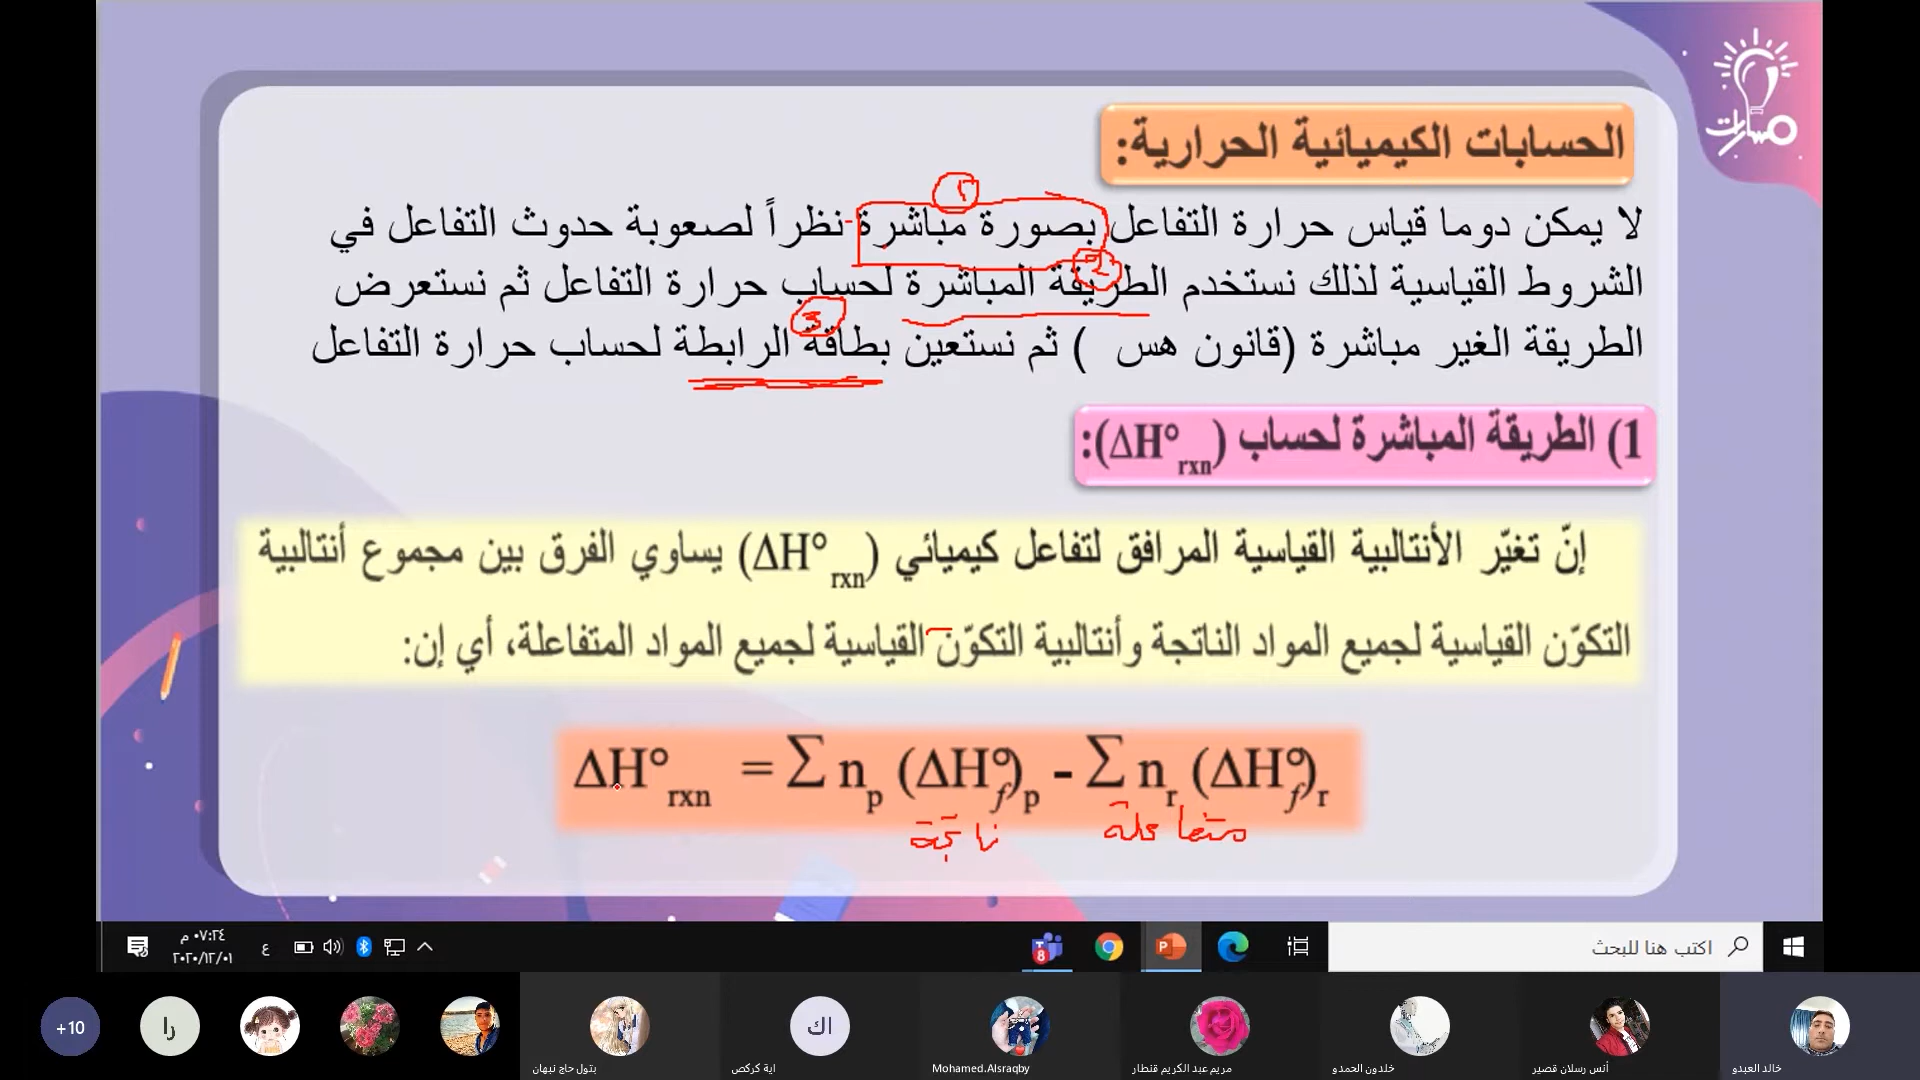 مسارات
الحسابات الكيميائية الحرارية:
لا يمكن دوما قياس حرارة التفاعل بصورة مباشرة نظراً لصعوبة حدوث التفاعل في
الشروط القياسية لذلك نستخدم الطريقة المباشرة لحساب حرارة التفاعل ثم نستعرض
الطريقة الغير مباشرة (قانون هس ) ثم نستعين بطاقة الرابطة لحساب حرارة التفاعل
3
1) الطريقة المباشرة لحساب (ΔH°rxn):
إنّ تغيّر الأنتالبية القياسية المرافق لتفاعل كيميائي (ΔH°rxn) يساوي الفرق بين مجموع أنتالبية
التكوّن القياسية لجميع المواد الناتجة وأنتالبية التكوّن القياسية لجميع المواد المتفاعلة، أي إن:
ΔH°rxn = Σ np (ΔH°f)p - Σ nr (ΔH°f)r
ناتجة متفاعلة
اكتب هنا للبحث
8
ع
٠٧:٢٤ م
٢٠٢٠/١٢/٠١
+10
را
بتول حاج نبهان
اك
اية كركص
Mohamed.Alsraqby
مريم عبد الكريم قنطار
خلدون الحمدو
أنس رسلان قصير
خالد العبدو